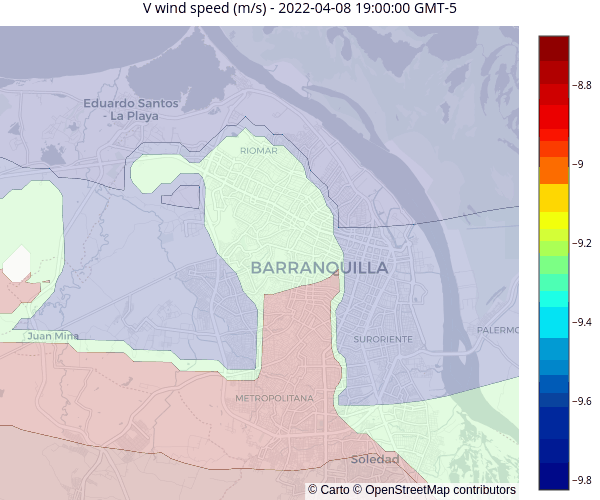 V wind speed (m/s) - 2022-04-08 19:00:00 GMT-5
Eduardo Santos
- La Playa
RIOMAR
BARRANQUILLA
Juan Mina
SURORIENTE
PALERMO
METROPOLITANA
Soledad
© Carto © OpenStreetMap contributors
−8.8
−9
−9.2
−9.4
−9.6
−9.8